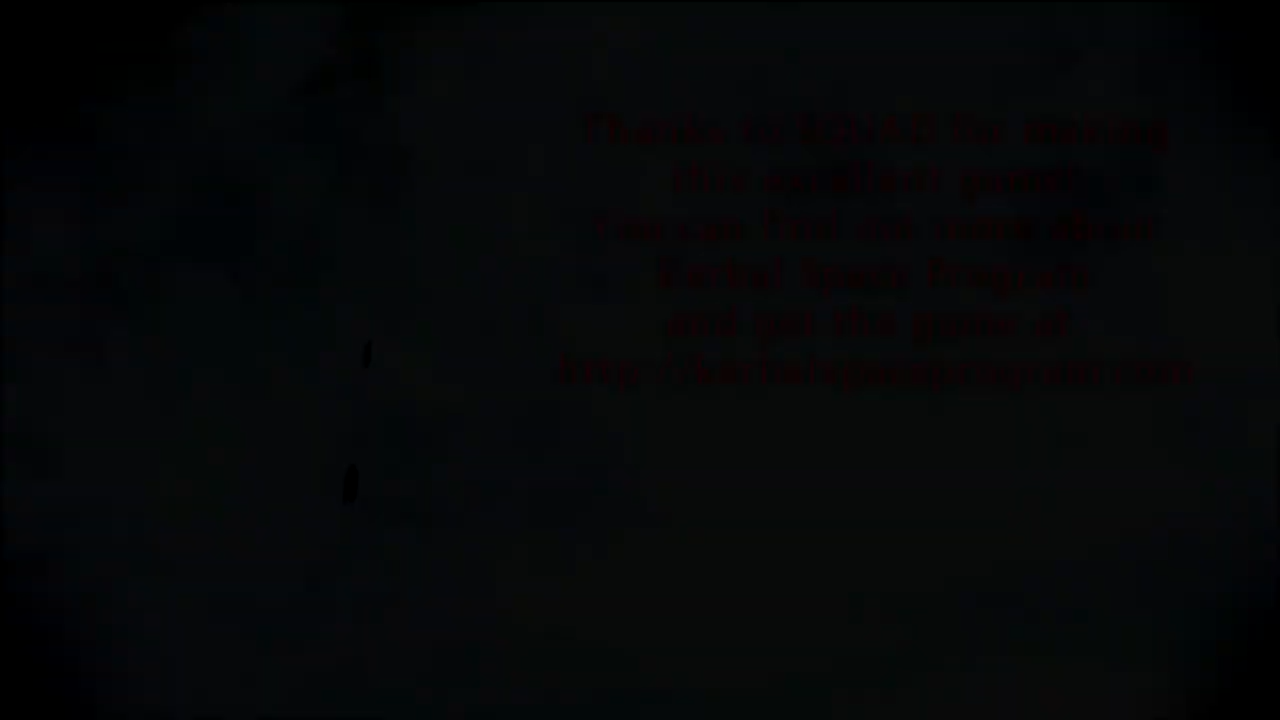 Thanks to SQUAD for making
this excellent game!
You can find out more about
Kerbal Space Program
and get the game at
http://kerbalspaceprogram.com